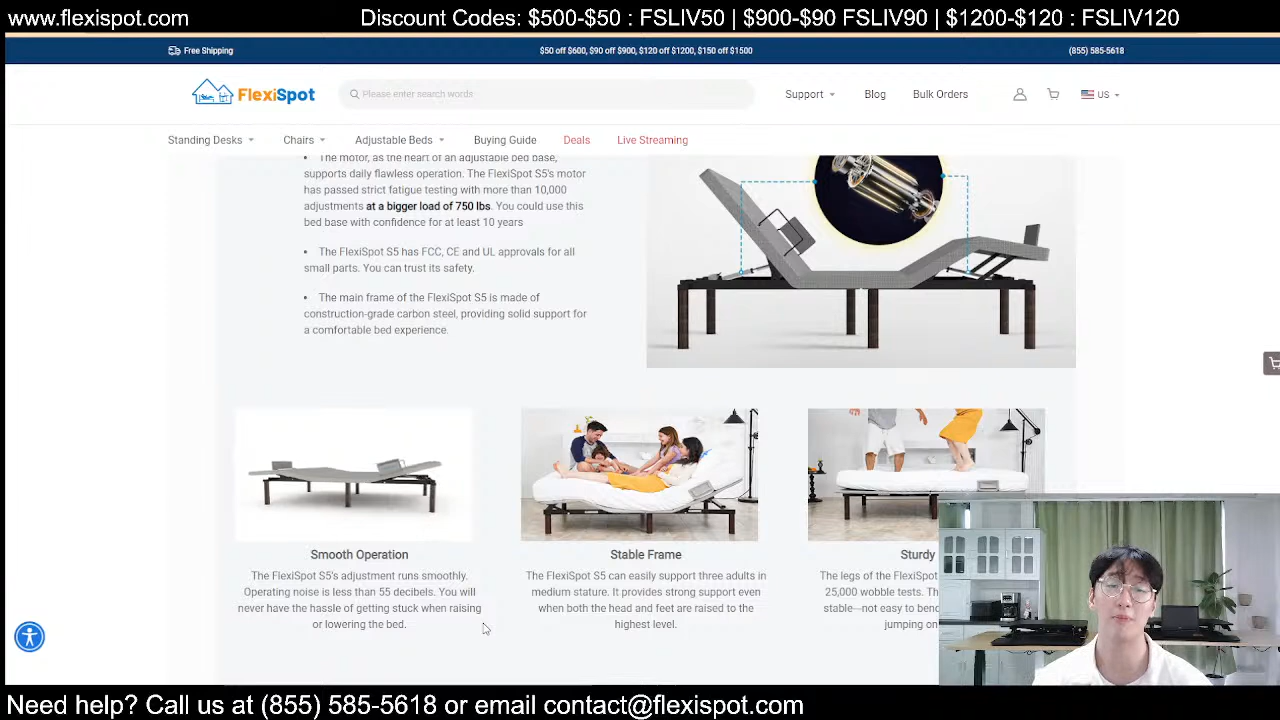 www.flexispot.com
Discount Codes: $500-$50 : FSLIV50 | $900-$90 FSLIV90 | $1200-$120 : FSLIV120
Free Shipping
$50 off $600, $90 off $900, $120 off $1200, $150 off $1500
(855) 585-5618
FlexiSpot
Please enter search words
Support
Blog
Bulk Orders
US
Standing Desks
Chairs
Adjustable Beds
Buying Guide
Deals
Live Streaming
• The motor, as the heart of an adjustable bed base,
supports daily flawless operation. The FlexiSpot S5's motor
has passed strict fatigue testing with more than 10,000
adjustments at a bigger load of 750 lbs. You could use this
bed base with confidence for at least 10 years
• The FlexiSpot S5 has FCC, CE and UL approvals for all
small parts. You can trust its safety.
• The main frame of the FlexiSpot S5 is made of
construction-grade carbon steel, providing solid support for
a comfortable bed experience.
Smooth Operation
The FlexiSpot S5's adjustment runs smoothly.
Operating noise is less than 55 decibels. You will
never have the hassle of getting stuck when raising
or lowering the bed.
Stable Frame
The FlexiSpot S5 can easily support three adults in
medium stature. It provides strong support even
when both the head and feet are raised to the
highest level.
Sturdy
The legs of the FlexiS
25,000 wobble tests. T
stable—not easy to ben
jumping on
Need help? Call us at (855) 585-5618 or email contact@flexispot.com